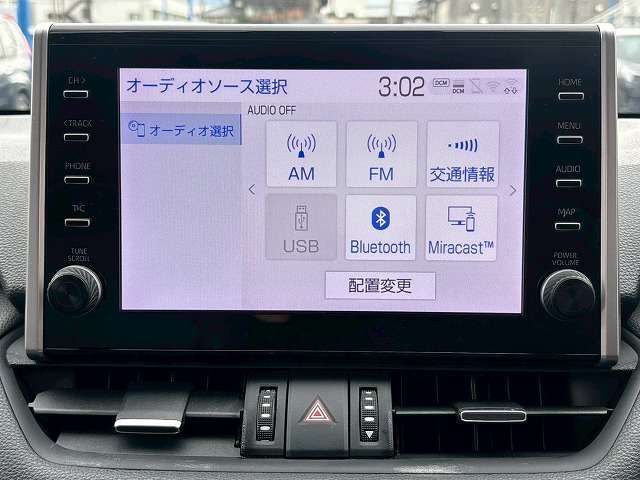 CH >
< TRACK
PHONE
T/C
TUNE
SCROLL
オーディオソース選択
3:02
DCM
DCM
オーディオ選択
AUDIO OFF
AM
FM
交通情報
USB
Bluetooth
Miracast™
配置変更
HOME
MENU
AUDIO
MAP
POWER
VOLUME